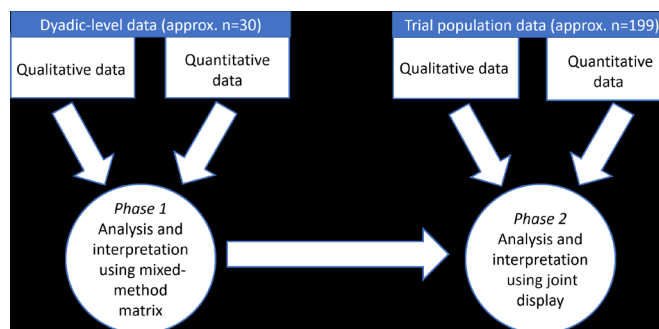 Dyadic-level data (approx. n=30)
Trial population data (approx. n=199)
Qualitative data
Quantitative
data
Qualitative data
Quantitative
data
Phase 1
Analysis and
interpretation
using mixed-
method
matrix
Phase 2
Analysis and
interpretation
using joint
display